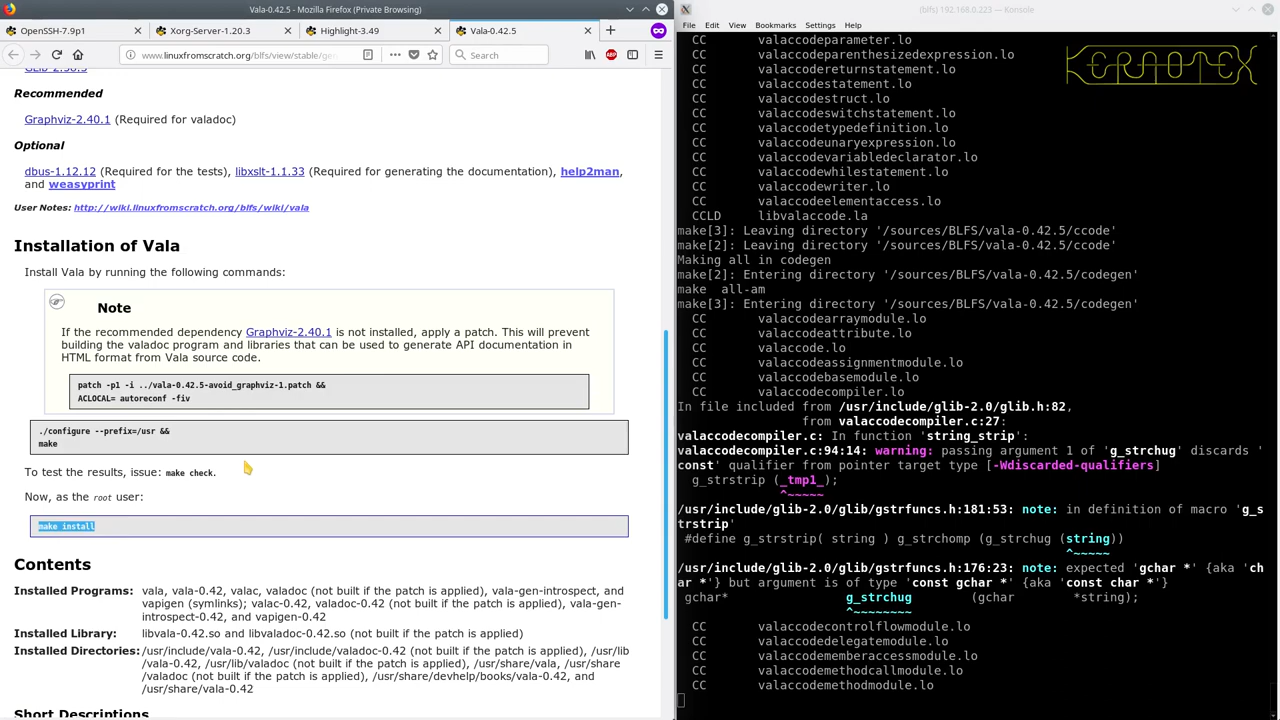 Vala-0.42.5 - Mozilla Firefox (Private Browsing)
OpenSSH-7.9p1
Xorg-Server-1.20.3
Highlight-3.49
Vala-0.42.5
www.linuxfromscratch.org/blfs/view/stable/gen
Search
GLib-2.58.3
Recommended
Graphviz-2.40.1 (Required for valadoc)
Optional
dbus-1.12.12 (Required for the tests), libxslt-1.1.33 (Required for generating the documentation), help2man,
and weasyprint
User Notes: http://wiki.linuxfromscratch.org/blfs/wiki/vala
Installation of Vala
Install Vala by running the following commands:
Note
If the recommended dependency Graphviz-2.40.1 is not installed, apply a patch. This will prevent
building the valadoc program and libraries that can be used to generate API documentation in
HTML format from Vala source code.
patch -p1 -i ../vala-0.42.5-avoid_graphviz-1.patch &&
ACLOCAL= autoreconf -fiv
./configure --prefix=/usr &&
make
To test the results, issue: make check.
Now, as the root user:
make install
Contents
Installed Programs: vala, vala-0.42, valac, valadoc (not built if the patch is applied), vala-gen-introspect, and
vapigen (symlinks); valac-0.42, valadoc-0.42 (not built if the patch is applied), vala-gen-
introspect-0.42, and vapigen-0.42
Installed Library: libvala-0.42.so and libvaladoc-0.42.so (not built if the patch is applied)
Installed Directories: /usr/include/vala-0.42, /usr/include/valadoc-0.42 (not built if the patch is applied), /usr/lib
/vala-0.42, /usr/lib/valadoc (not built if the patch is applied), /usr/share/vala, /usr/share
/valadoc (not built if the patch is applied), /usr/share/devhelp/books/vala-0.42, and
/usr/share/vala-0.42
Short Descriptions
(blfs) 192.168.0.223 — Konsole
File Edit View Bookmarks Settings Help
KERAOTEX
CC valaccodeparameter.lo
CC valaccodeparenthesizedexpression.lo
CC valaccodereturnstatement.lo
CC valaccodestatement.lo
CC valaccodestruct.lo
CC valaccodeswitchstatement.lo
CC valaccodetypedefinition.lo
CC valaccodeunaryexpression.lo
CC valaccodevariabledeclarator.lo
CC valaccodewhilestatement.lo
CC valaccodewriter.lo
CC valaccodeelementaccess.lo
CCLD libvalaccode.la
make[3]: Leaving directory '/sources/BLFS/vala-0.42.5/ccode'
make[2]: Leaving directory '/sources/BLFS/vala-0.42.5/ccode'
Making all in codegen
make[2]: Entering directory '/sources/BLFS/vala-0.42.5/codegen'
make all-am
make[3]: Entering directory '/sources/BLFS/vala-0.42.5/codegen'
CC valaccodearraymodule.lo
CC valaccodeattribute.lo
CC valaccode.lo
CC valaccodeassignmentmodule.lo
CC valaccodebasemodule.lo
CC valaccodecompiler.lo
In file included from /usr/include/glib-2.0/glib.h:82,
from valaccodecompiler.c:27:
valaccodecompiler.c: In function 'string_strip':
valaccodecompiler.c:94:14: warning: passing argument 1 of 'g_strchug' discards '
const' qualifier from pointer target type [-Wdiscarded-qualifiers]
g_strstrip (_tmp1_);
^~~~~~
/usr/include/glib-2.0/glib/gstrfuncs.h:181:53: note: in definition of macro 'g_s
trstrip'
#define g_strstrip( string ) g_strchomp (g_strchug (string))
^~~~~~
/usr/include/glib-2.0/glib/gstrfuncs.h:176:23: note: expected 'gchar *' {aka 'ch
ar *'} but argument is of type 'const gchar *' {aka 'const char *'}
gchar* g_strchug (gchar *string);
^~~~~~~~~
CC valaccodecontrolflowmodule.lo
CC valaccodedelegatemodule.lo
CC valaccodememberaccessmodule.lo
CC valaccodemethodcallmodule.lo
CC valaccodemethodmodule.lo